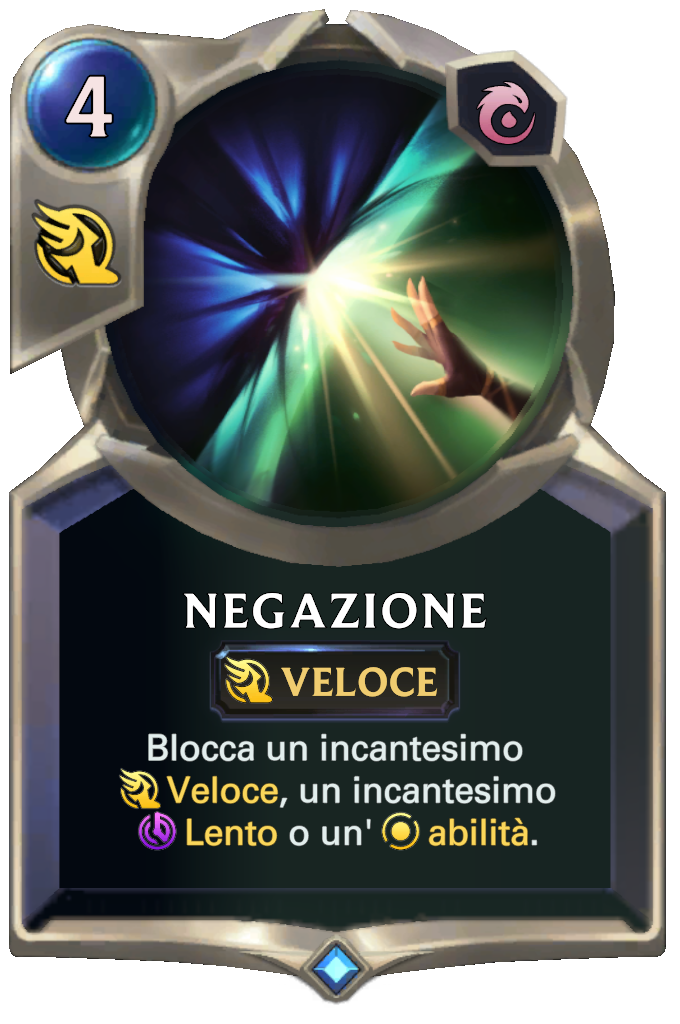 4
NEGAZIONE
VELOCE
Blocca un incantesimo
Veloce, un incantesimo
Lento o un' abilità.